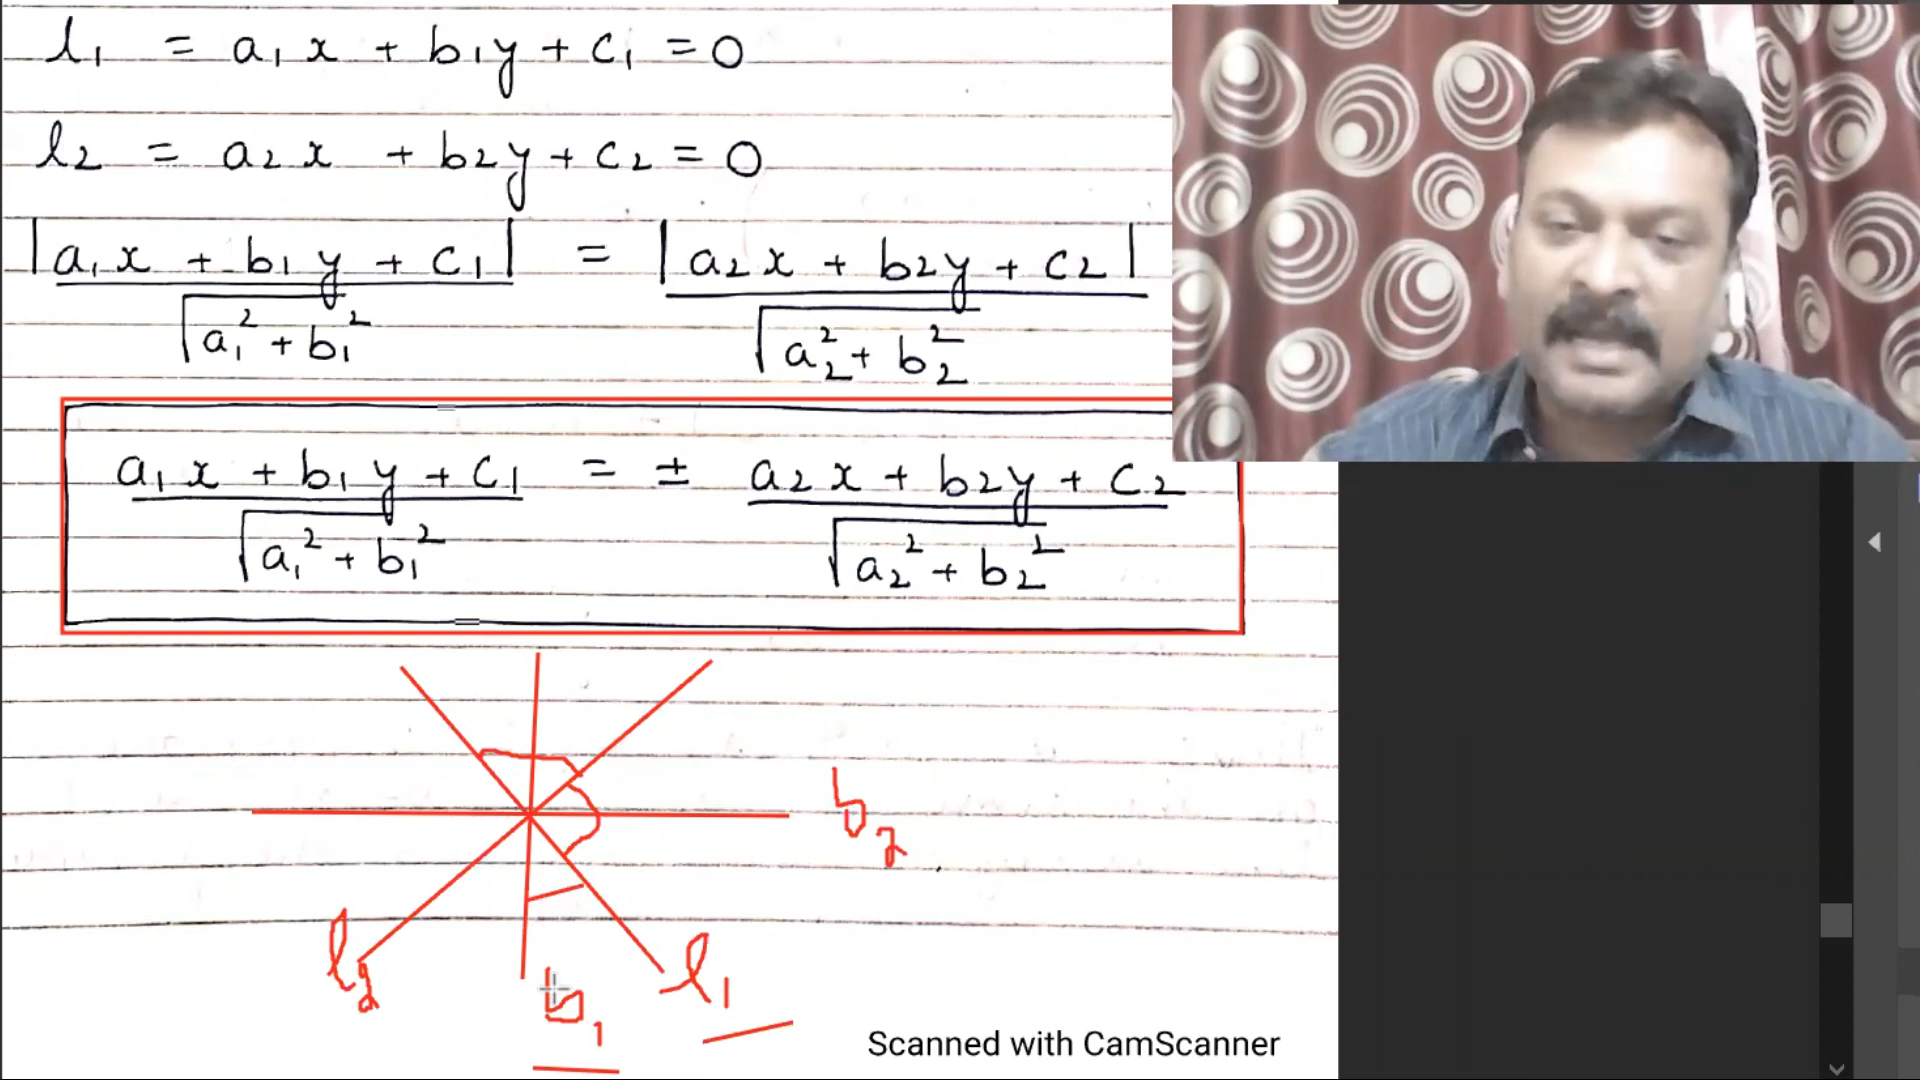 l₁ = a₁x + b₁y + c₁ = 0
l₂ = a₂x + b₂y + c₂ = 0
|a₁x + b₁y + c₁| / √(a₁² + b₁²) = |a₂x + b₂y + c₂| / √(a₂² + b₂²)
(a₁x + b₁y + c₁) / √(a₁² + b₁²) = ± (a₂x + b₂y + c₂) / √(a₂² + b₂²)
b₂
l₂
b₁
l₁
Scanned with CamScanner